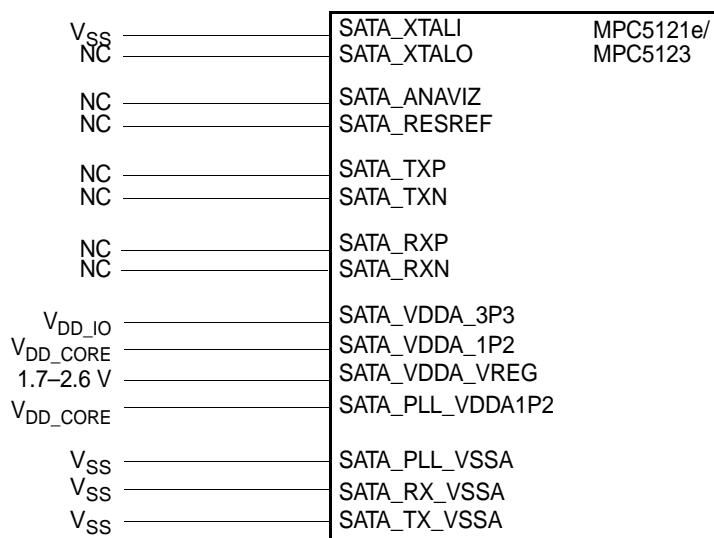 V_SS SATA_XTALI MPC5121e/
NC SATA_XTALO MPC5123
NC SATA_ANAVIZ
NC SATA_RESREF
NC SATA_TXP
NC SATA_TXN
NC SATA_RXP
NC SATA_RXN
V_DD_IO SATA_VDDA_3P3
V_DD_CORE SATA_VDDA_1P2
1.7–2.6 V SATA_VDDA_VREG
V_DD_CORE SATA_PLL_VDDA1P2
V_SS SATA_PLL_VSSA
V_SS SATA_RX_VSSA
V_SS SATA_TX_VSSA